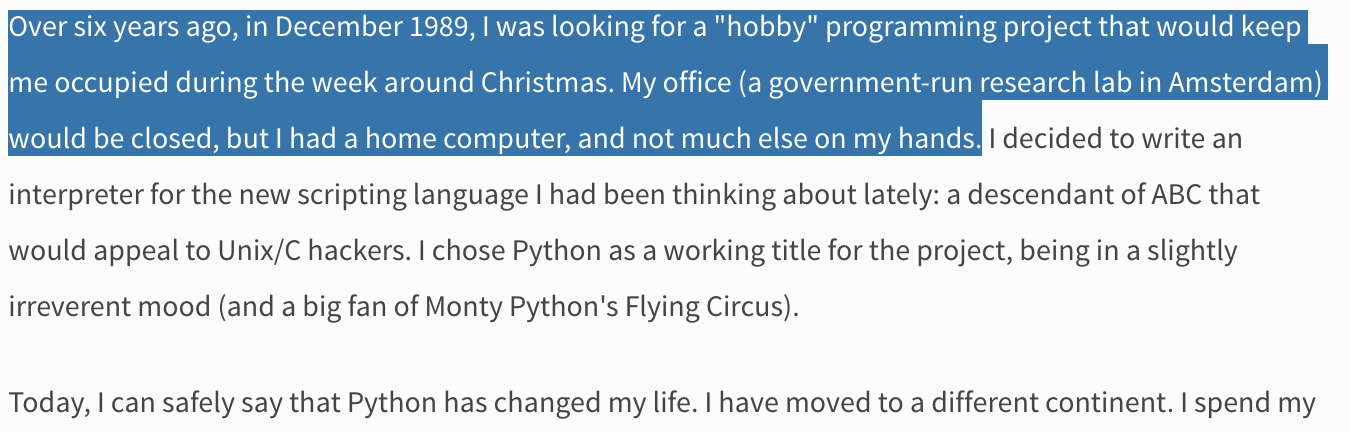 Over six years ago, in December 1989, I was looking for a "hobby" programming project that would keep
me occupied during the week around Christmas. My office (a government-run research lab in Amsterdam)
would be closed, but I had a home computer, and not much else on my hands. I decided to write an
interpreter for the new scripting language I had been thinking about lately: a descendant of ABC that
would appeal to Unix/C hackers. I chose Python as a working title for the project, being in a slightly
irreverent mood (and a big fan of Monty Python's Flying Circus).
Today, I can safely say that Python has changed my life. I have moved to a different continent. I spend my